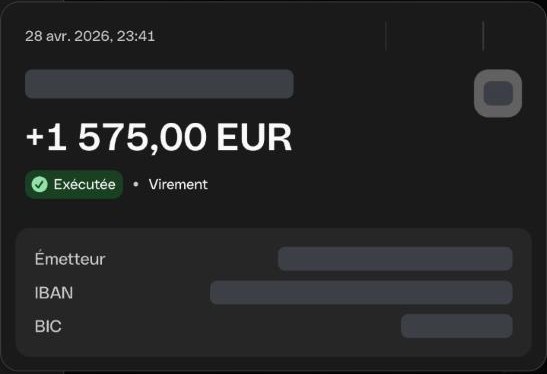 28 avr. 2026, 23:41
+1 575,00 EUR
Exécutée • Virement
Émetteur
IBAN
BIC